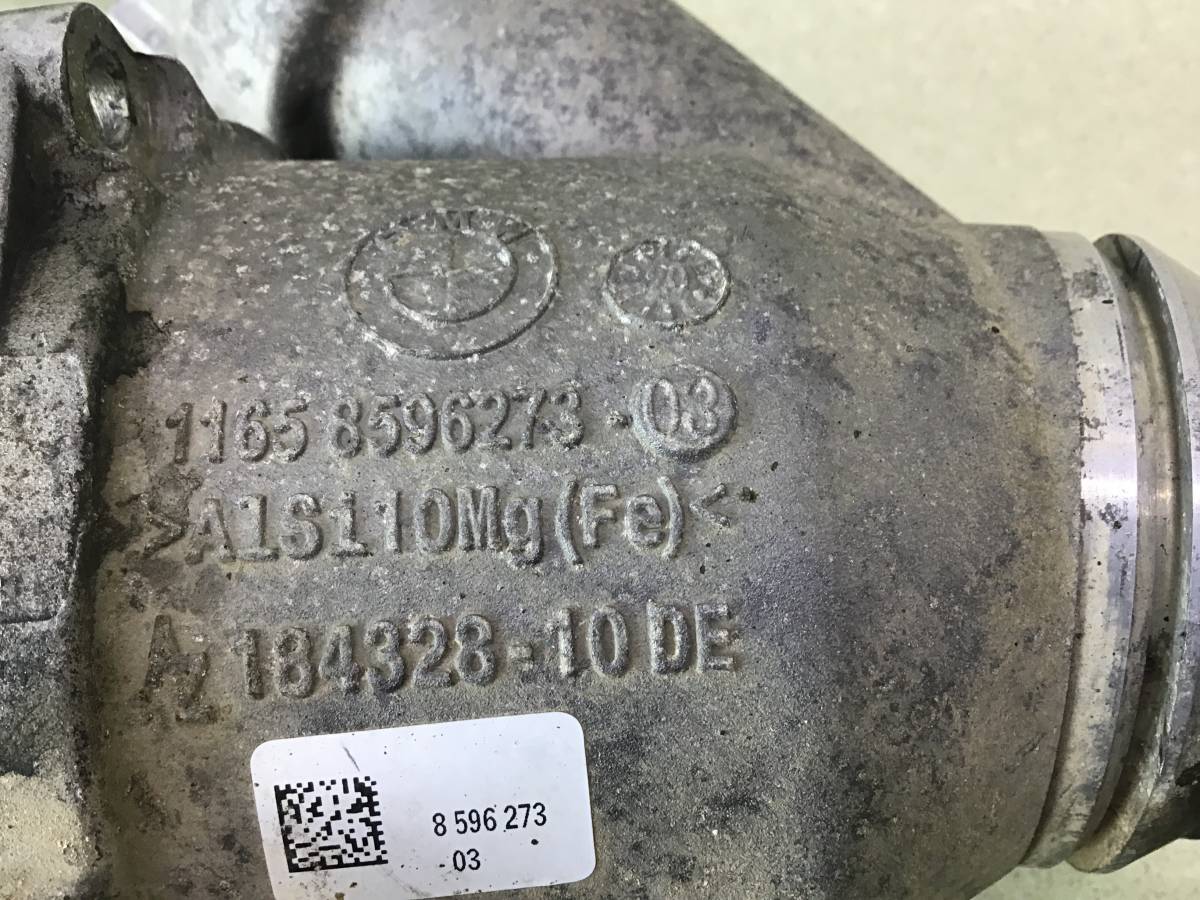 1165 8596273-03
>AlSi10Mg(Fe)<
184328-10 DE
8 596 273
03